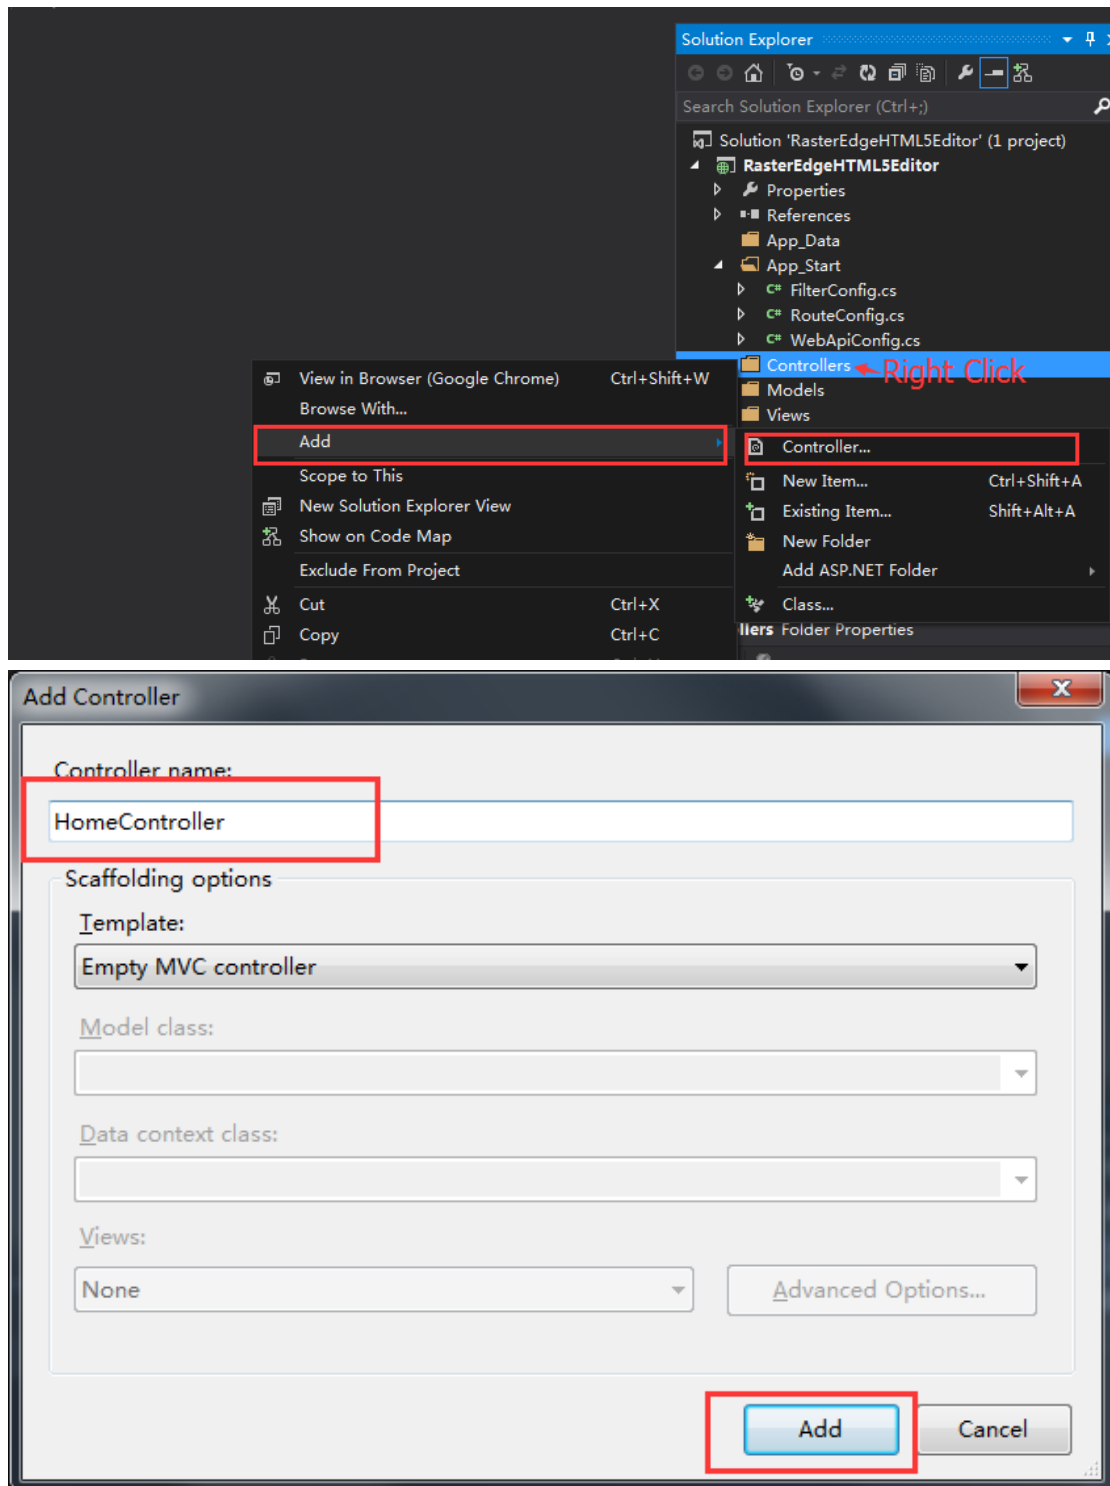 Solution Explorer
Search Solution Explorer (Ctrl+;)
Solution 'RasterEdgeHTML5Editor' (1 project)
RasterEdgeHTML5Editor
Properties
References
App_Data
App_Start
C# FilterConfig.cs
C# RouteConfig.cs
C# WebApiConfig.cs
Controllers Right Click
Models
Views
View in Browser (Google Chrome) Ctrl+Shift+W
Browse With...
Add
Scope to This
New Solution Explorer View
Show on Code Map
Exclude From Project
Cut Ctrl+X
Copy Ctrl+C
Controller...
New Item... Ctrl+Shift+A
Existing Item... Shift+Alt+A
New Folder
Add ASP.NET Folder
Class...
llers Folder Properties
Add Controller
Controller name:
HomeController
Scaffolding options
Template:
Empty MVC controller
Model class:
Data context class:
Views:
None
Advanced Options...
Add
Cancel